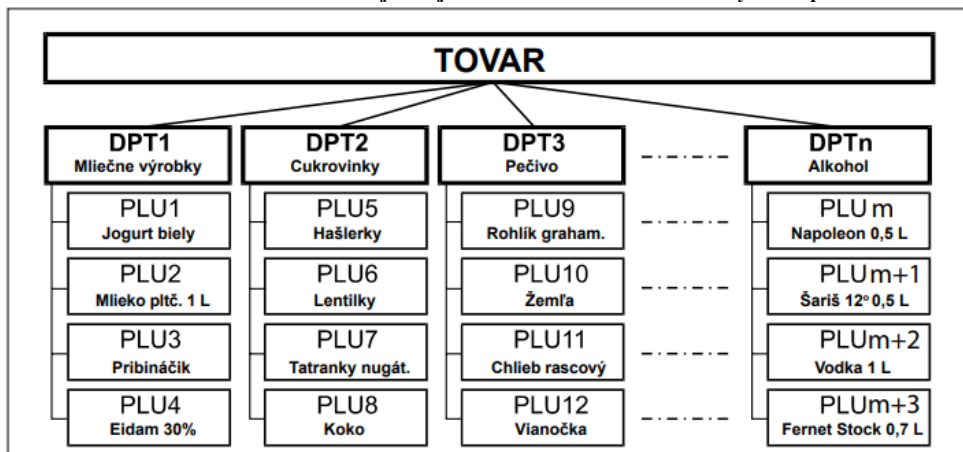 TOVAR
DPT1
Mliečne výrobky
PLU1
Jogurt biely
PLU2
Mlieko pltč. 1 L
PLU3
Pribináčik
PLU4
Eidam 30%
DPT2
Cukrovinky
PLU5
Hašlerky
PLU6
Lentilky
PLU7
Tatranky nugát.
PLU8
Koko
DPT3
Pečivo
PLU9
Rohlík graham.
PLU10
Žemľa
PLU11
Chlieb rascový
PLU12
Vianočka
DPTn
Alkohol
PLU m
Napoleon 0,5 L
PLUm+1
Šariš 12º 0,5 L
PLUm+2
Vodka 1 L
PLUm+3
Fernet Stock 0,7 L